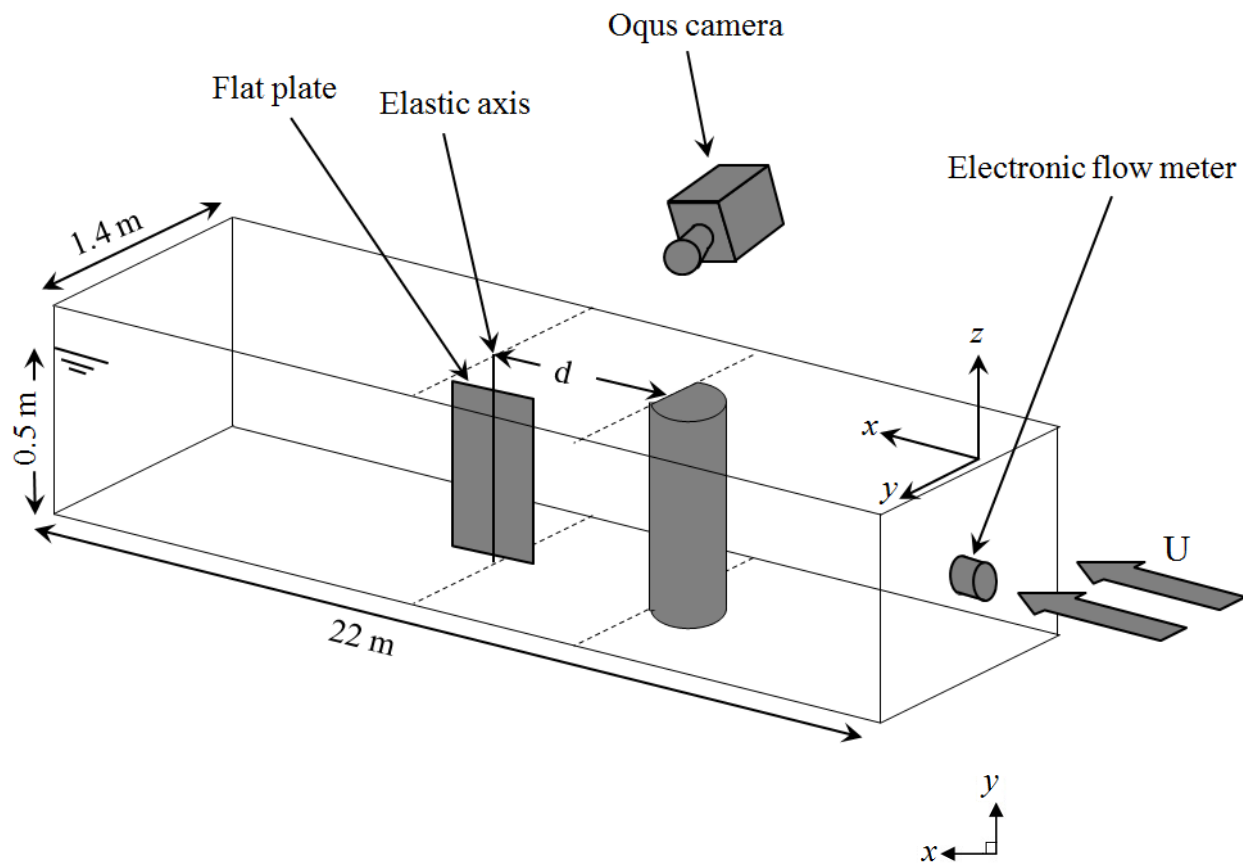 Oqus camera
Flat plate
Elastic axis
Electronic flow meter
1.4 m
z
d
x
0.5 m
y
U
22 m
y
x